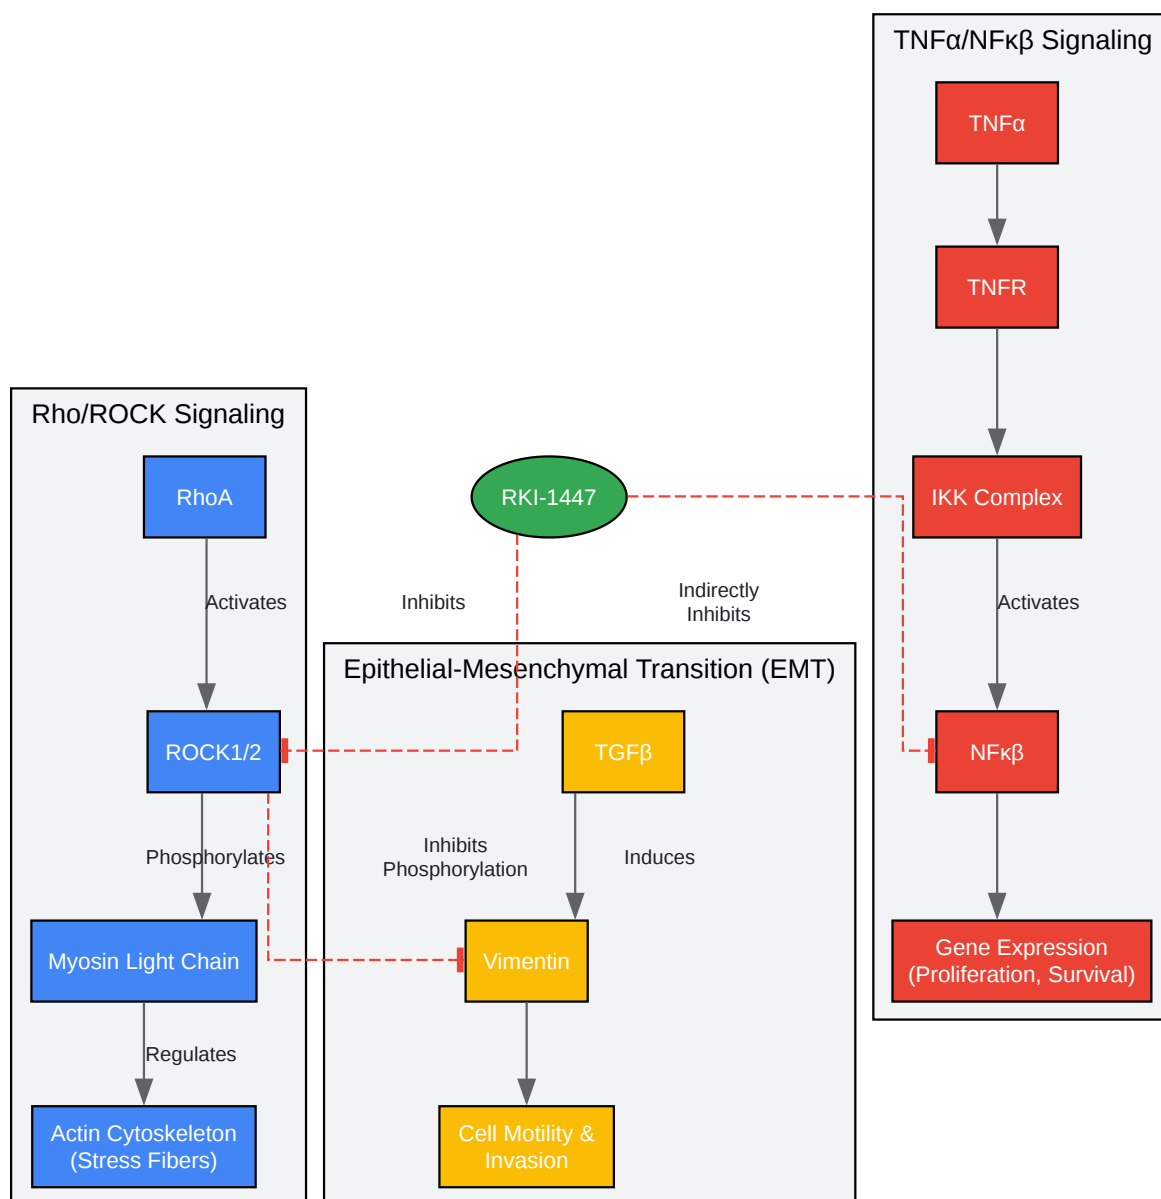 TNFα/NFκβ Signaling
TNFα
TNFR
Rho/ROCK Signaling
RhoA
RKI-1447
IKK Complex
Activates
Inhibits
Indirectly
Inhibits
Activates
Epithelial-Mesenchymal Transition (EMT)
ROCK1/2
TGFβ
NFκβ
Phosphorylates
Inhibits
Phosphorylation
Induces
Myosin Light Chain
Vimentin
Gene Expression
(Proliferation, Survival)
Regulates
Actin Cytoskeleton
(Stress Fibers)
Cell Motility &
Invasion